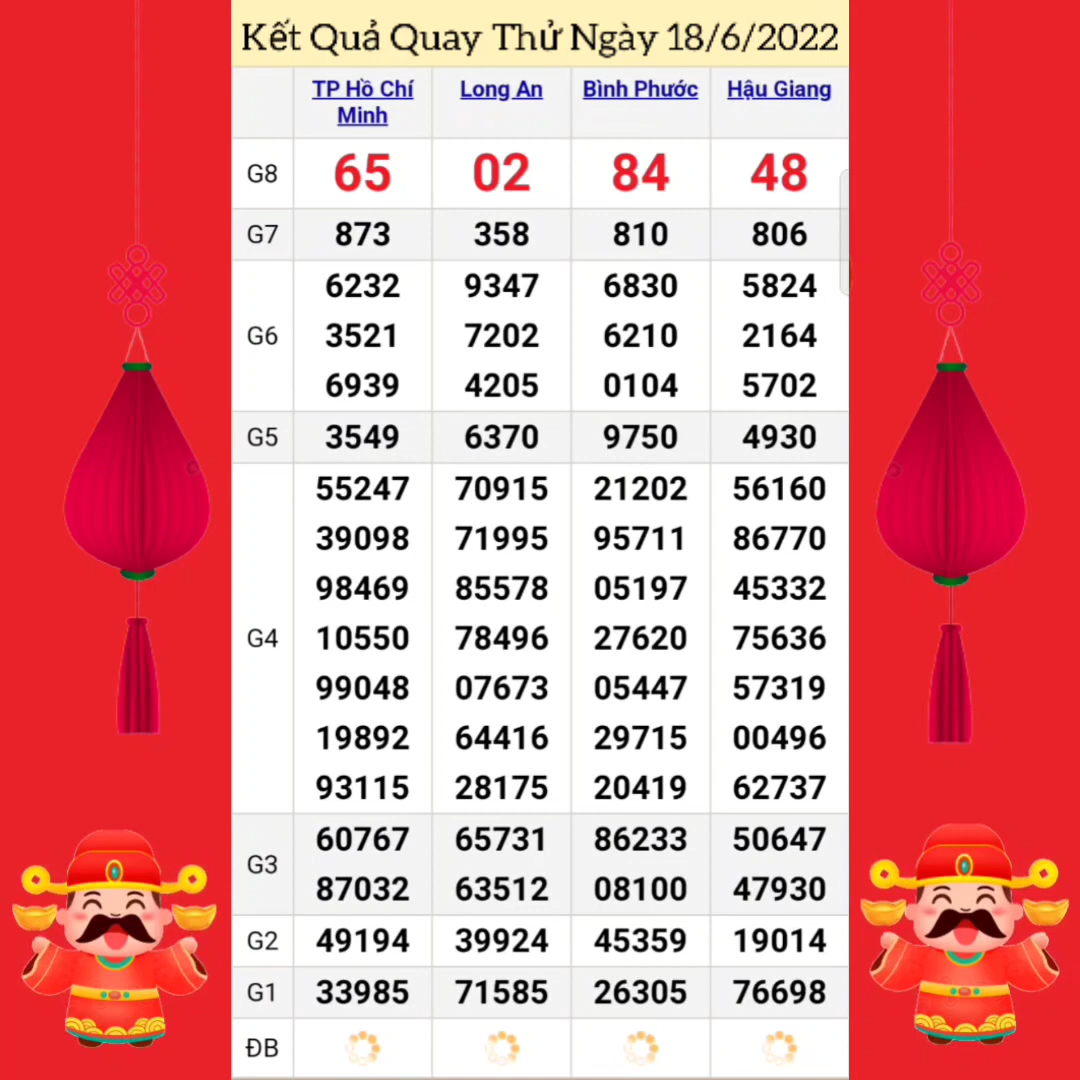 Kết Quả Quay Thử Ngày 18/6/2022
TP Hồ Chí Minh Long An Bình Phước Hậu Giang
G8 65 02 84 48
G7 873 358 810 806
G6 6232 9347 6830 5824
3521 7202 6210 2164
6939 4205 0104 5702
G5 3549 6370 9750 4930
G4 55247 70915 21202 56160
39098 71995 95711 86770
98469 85578 05197 45332
10550 78496 27620 75636
99048 07673 05447 57319
19892 64416 29715 00496
93115 28175 20419 62737
G3 60767 65731 86233 50647
87032 63512 08100 47930
G2 49194 39924 45359 19014
G1 33985 71585 26305 76698
ĐB